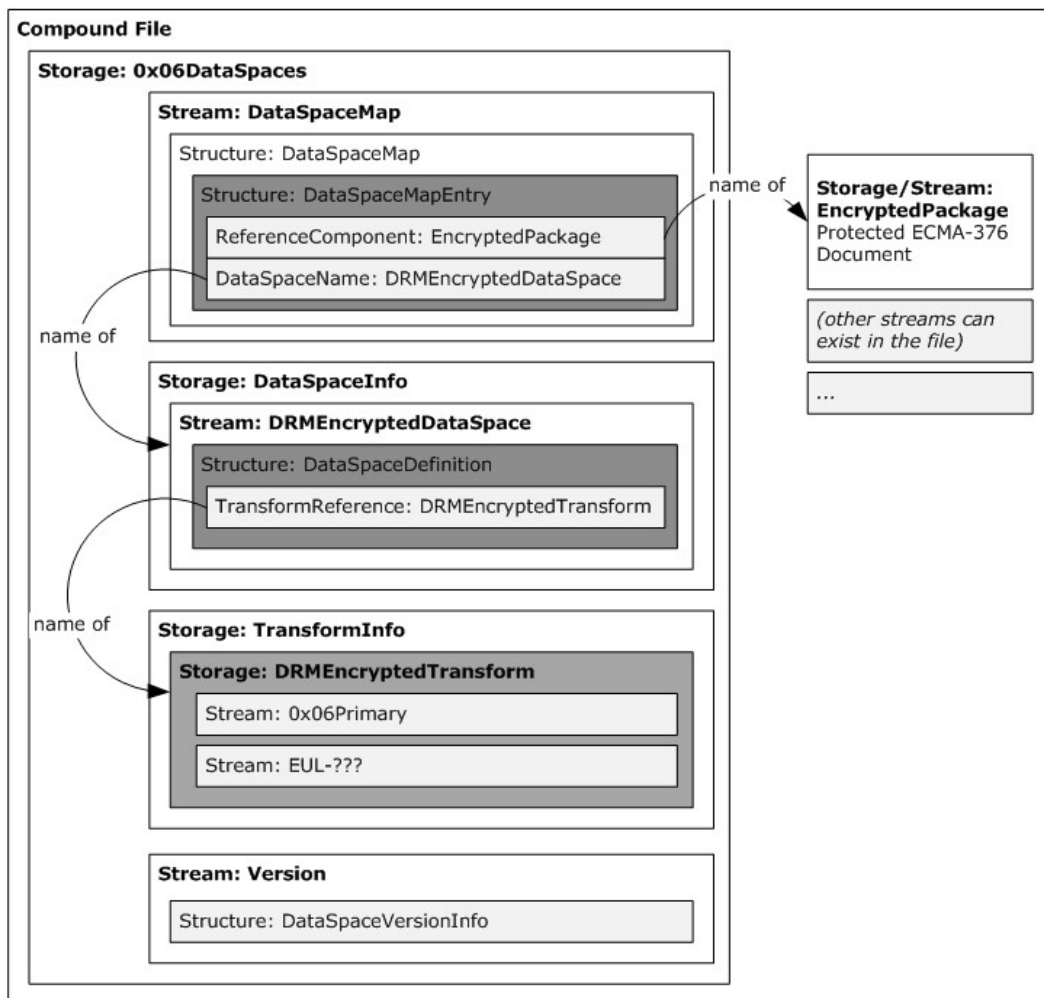 Compound File
Storage: 0x06DataSpaces
Stream: DataSpaceMap
Structure: DataSpaceMap
Structure: DataSpaceMapEntry
ReferenceComponent: EncryptedPackage
DataSpaceName: DRMEncryptedDataSpace
name of
Storage/Stream:
EncryptedPackage
Protected ECMA-376
Document
(other streams can
exist in the file)
...
name of
Storage: DataSpaceInfo
Stream: DRMEncryptedDataSpace
Structure: DataSpaceDefinition
TransformReference: DRMEncryptedTransform
name of
Storage: TransformInfo
Storage: DRMEncryptedTransform
Stream: 0x06Primary
Stream: EUL-???
Stream: Version
Structure: DataSpaceVersionInfo